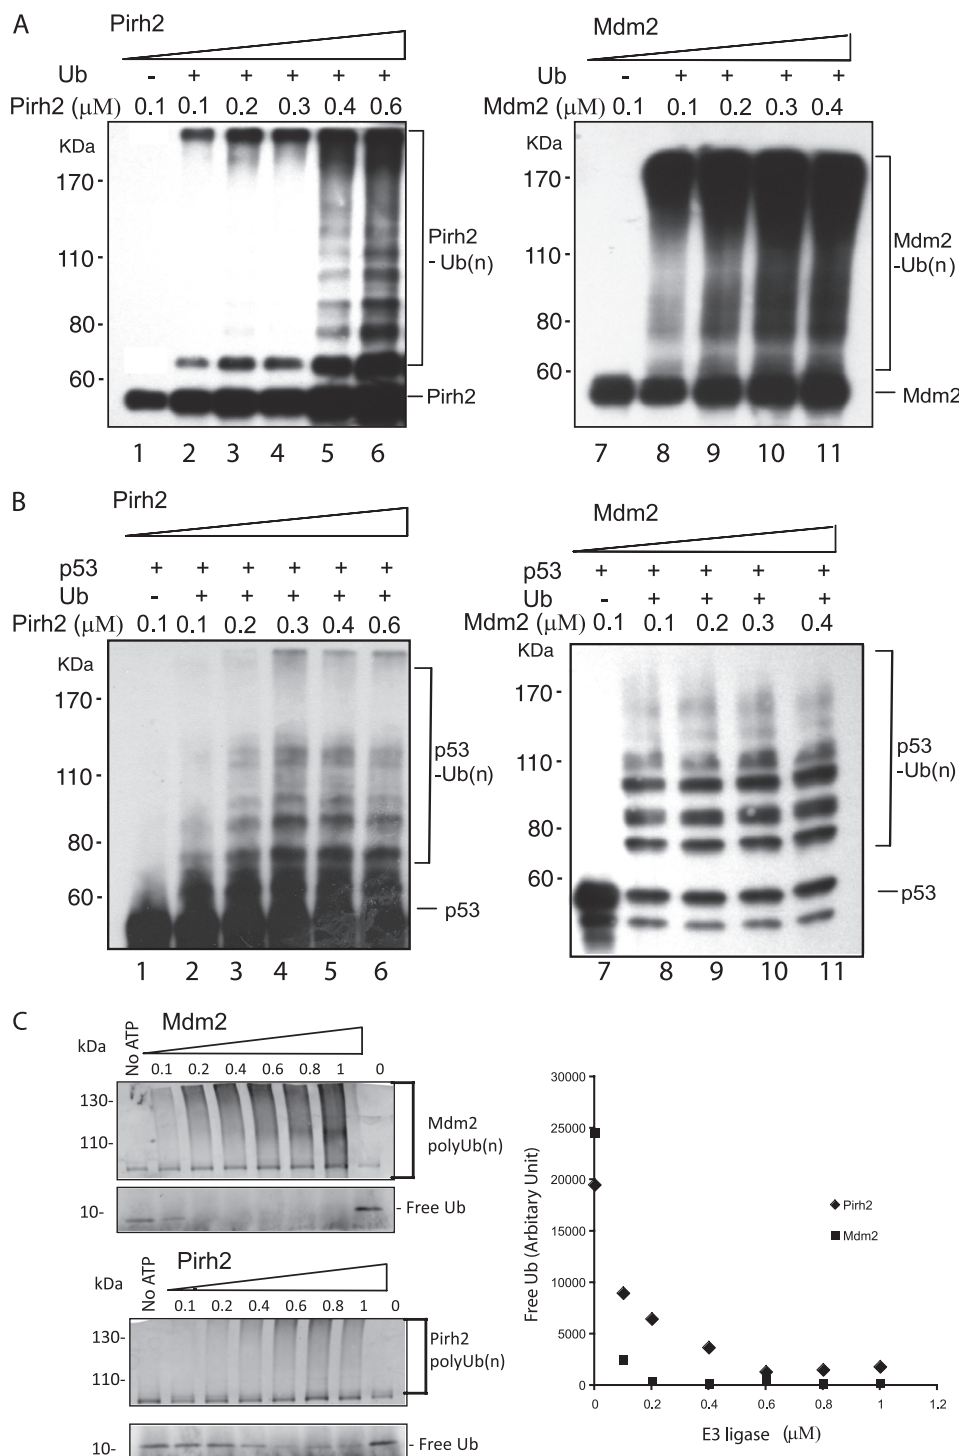 A
Pirh2
Ub - + + + + +
Pirh2 (μM) 0.1 0.1 0.2 0.3 0.4 0.6
KDa
170-
110-
80-
60-
Pirh2
-Ub(n)
Pirh2
1 2 3 4 5 6
Mdm2
Ub - + + + +
Mdm2 (μM) 0.1 0.1 0.2 0.3 0.4
KDa
170-
110-
80-
60-
Mdm2
-Ub(n)
Mdm2
7 8 9 10 11
B
Pirh2
p53 + + + + + +
Ub - + + + + +
Pirh2 (μM) 0.1 0.1 0.2 0.3 0.4 0.6
KDa
170-
110-
80-
60-
p53
-Ub(n)
p53
1 2 3 4 5 6
Mdm2
p53 + + + + +
Ub - + + + +
Mdm2 (μM) 0.1 0.1 0.2 0.3 0.4
KDa
170-
110-
80-
60-
p53
-Ub(n)
p53
7 8 9 10 11
C
Mdm2
kDa
No ATP
0.1 0.2 0.4 0.6 0.8 1 0
130-
110-
Mdm2
polyUb(n)
10-
- Free Ub
Pirh2
kDa
No ATP
0.1 0.2 0.4 0.6 0.8 1 0
130-
110-
Pirh2
polyUb(n)
10-
- Free Ub
Free Ub (Arbitary Unit)
30000
25000
20000
15000
10000
5000
0
Pirh2
Mdm2
0 0.2 0.4 0.6 0.8 1 1.2
E3 ligase (μM)